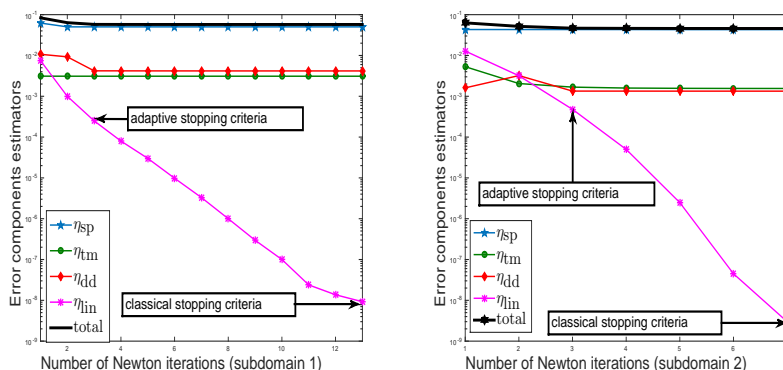 10^-1
10^-2
10^-3
10^-4
10^-5
10^-6
10^-7
10^-8
10^-9
Error components estimators
adaptive stopping criteria
classical stopping criteria
η_sp
η_tm
η_dd
η_lin
total
2 4 6 8 10 12
Number of Newton iterations (subdomain 1)
10^-1
10^-2
10^-3
10^-4
10^-5
10^-6
10^-7
10^-8
10^-9
Error components estimators
adaptive stopping criteria
classical stopping criteria
η_sp
η_tm
η_dd
η_lin
total
1 2 3 4 5 6
Number of Newton iterations (subdomain 2)